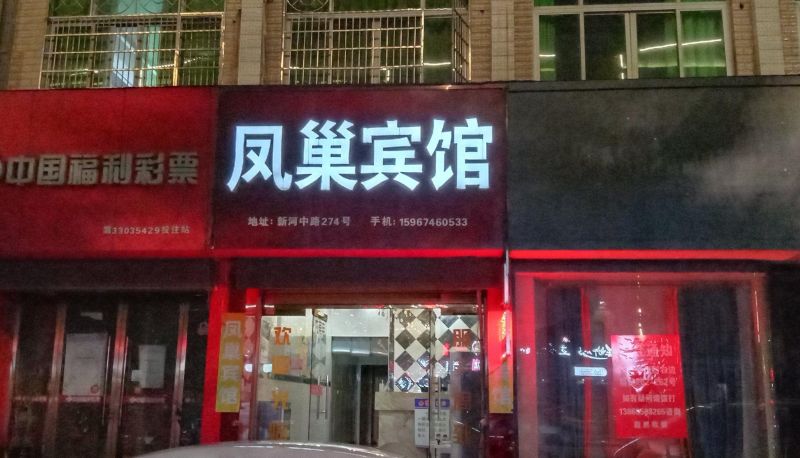 中国福利彩票
第33035429投注站
凤巢宾馆
地址：新河中路274号 手机：15967460533
凤巢宾馆
欢
服